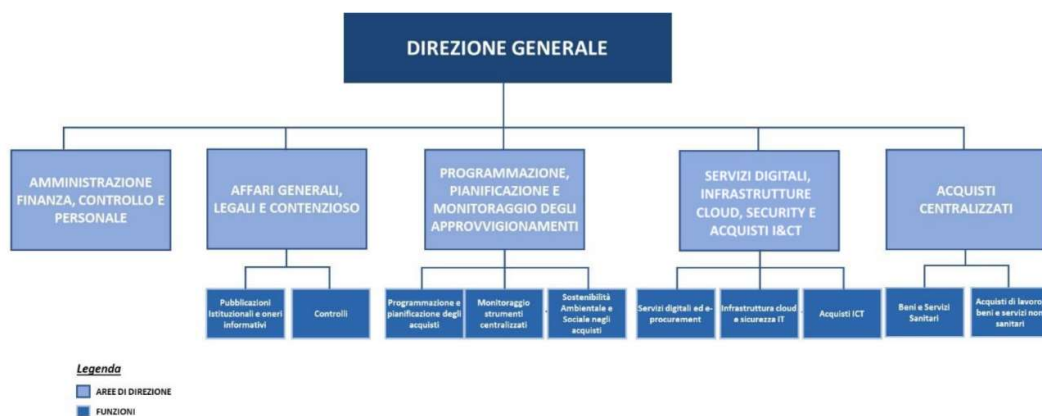 DIREZIONE GENERALE
AMMINISTRAZIONE
FINANZA, CONTROLLO E
PERSONALE
AFFARI GENERALI,
LEGALI E CONTENZIOSO
PROGRAMMAZIONE,
PIANIFICAZIONE E
MONITORAGGIO DEGLI
APPROVVIGIONAMENTI
SERVIZI DIGITALI,
INFRASTRUTTURE
CLOUD, SECURITY E
ACQUISTI I&CT
ACQUISTI
CENTRALIZZATI
Pubblicazioni
Istituzionali e oneri
informativi
Controlli
Programmazione e
pianificazione degli
acquisti
Monitoraggio
strumenti
centralizzati
Sostenibilità
Ambientale e
Sociale negli
acquisti
Servizi digitali ed e-
procurement
Infrastruttura cloud
e sicurezza IT
Acquisti ICT
Beni e Servizi
Sanitari
Acquisti di lavoro,
beni e servizi non
sanitari
Legenda
AREE DI DIREZIONE
FUNZIONI